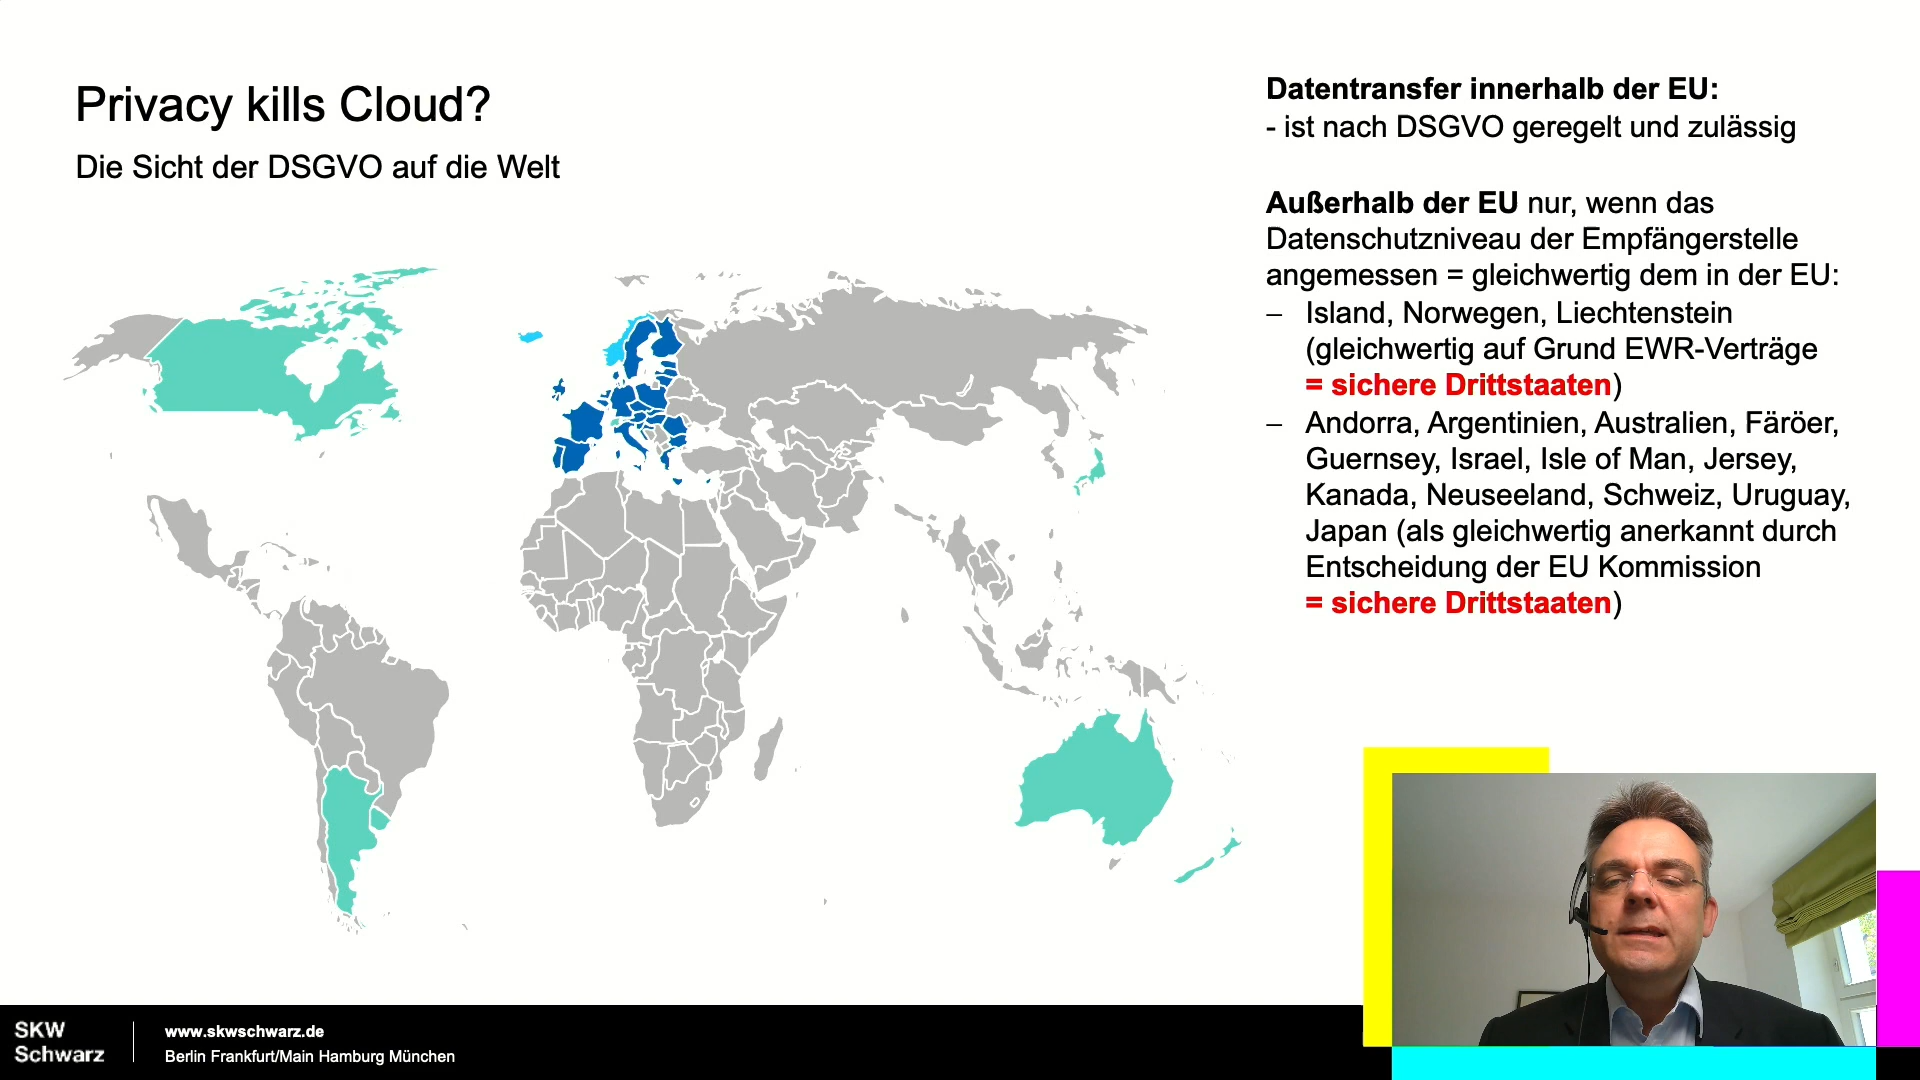 Privacy kills Cloud?
Die Sicht der DSGVO auf die Welt
Datentransfer innerhalb der EU:
- ist nach DSGVO geregelt und zulässig
Außerhalb der EU nur, wenn das
Datenschutzniveau der Empfängerstelle
angemessen = gleichwertig dem in der EU:
– Island, Norwegen, Liechtenstein
(gleichwertig auf Grund EWR-Verträge
= sichere Drittstaaten)
– Andorra, Argentinien, Australien, Färöer,
Guernsey, Israel, Isle of Man, Jersey,
Kanada, Neuseeland, Schweiz, Uruguay,
Japan (als gleichwertig anerkannt durch
Entscheidung der EU Kommission
= sichere Drittstaaten)
SKW
Schwarz
www.skwschwarz.de
Berlin Frankfurt/Main Hamburg München